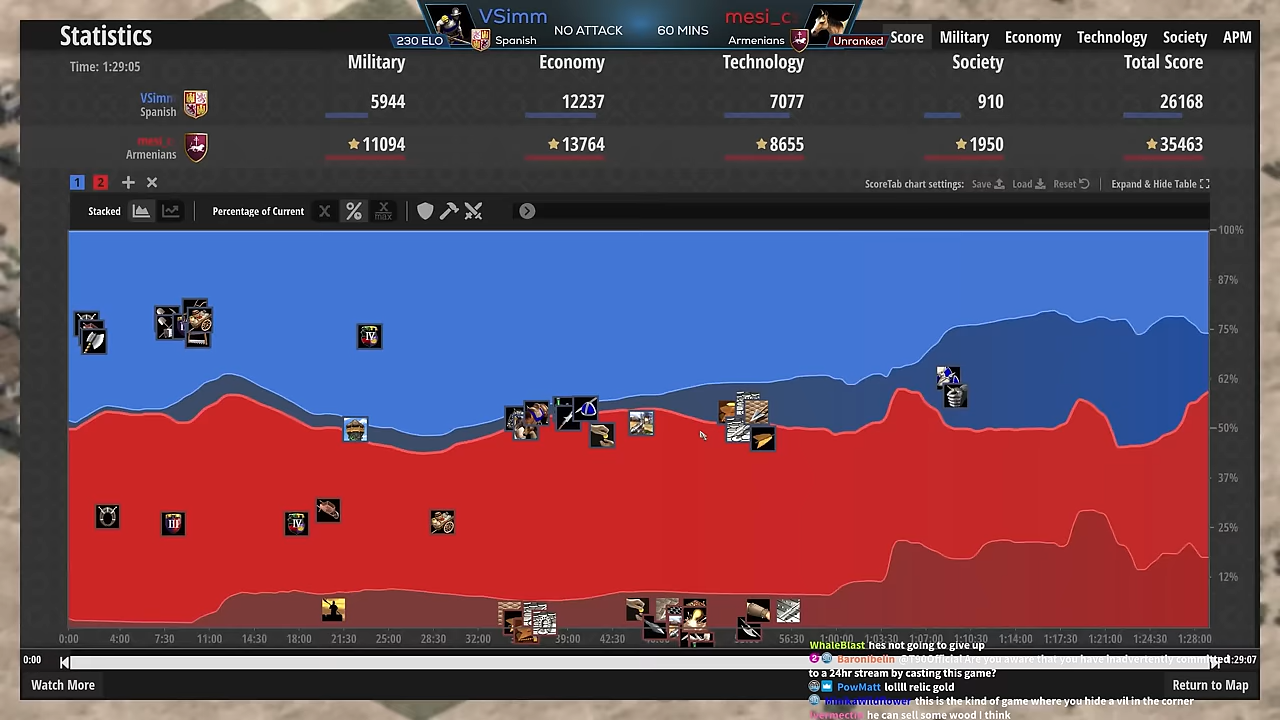 Statistics
VSimm
230 ELO
Spanish
NO ATTACK
60 MINS
mesi_c
Armenians
Unranked
Score
Military
Economy
Technology
Society
APM
Time: 1:29:05
Military
Economy
Technology
Society
Total Score
VSimm
Spanish
5944
12237
7077
910
26168
mesi_c
Armenians
11094
13764
8655
1950
35463
1
2
ScoreTab chart settings:
Save
Load
Reset
Expand & Hide Table
Stacked
Percentage of Current
X
%
X
max
100%
87%
75%
62%
50%
37%
25%
12%
IV
III
IV
0:00
4:00
7:30
11:00
14:30
18:00
21:30
25:00
28:30
32:00
39:00
42:30
56:30
1:00:00
1:03:30
1:07:00
1:10:30
1:14:00
1:17:30
1:21:00
1:24:30
1:28:00
0:00
1:29:07
WhaleBlast hes not going to give up
BaronIbelin @T90Official Are you aware that you have inadvertently committed
to a 24hr stream by casting this game?
PowMatt lollll relic gold
MinikaWildflower this is the kind of game where you hide a vil in the corner
he can sell some wood I think
Watch More
Return to Map